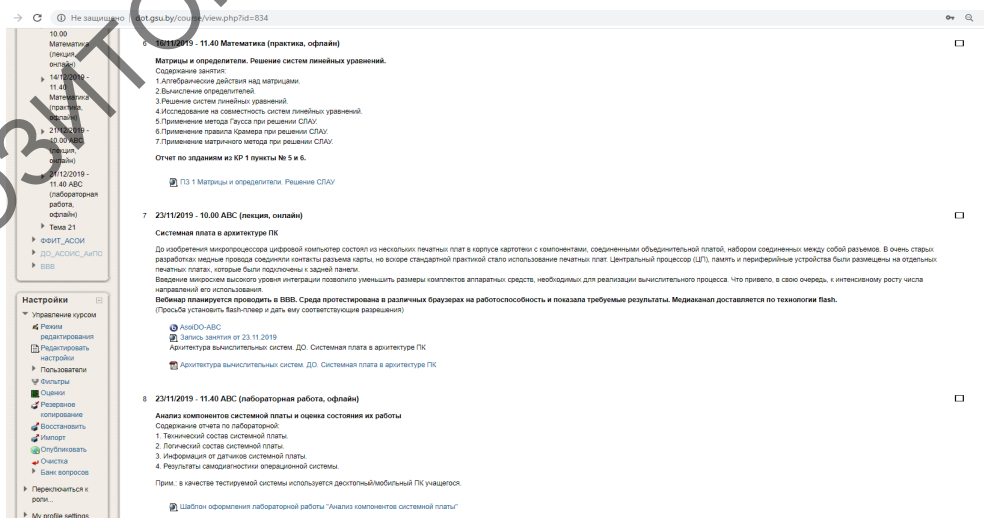 Не защищено | dot.gsu.by/course/view.php?id=834
10.00
Математика
(лекция,
онлайн)
14/12/2019 -
11.40
Математика
(практика,
офлайн)
21/12/2019 -
10.00 АВС
(лекция,
онлайн)
21/12/2019 -
11.40 АВС
(лабораторная
работа,
офлайн)
Тема 21
ФФИТ_АСОИ
ДО_АССИС_АиПС
ВВВ
Настройки
Управление курсом
Режим
редактирования
Редактировать
настройки
Пользователи
Фильтры
Оценки
Резервное
копирование
Восстановить
Импорт
Опубликовать
Очистка
Банк вопросов
Переключиться к
роли...
My profile settings
6 16/11/2019 - 11.40 Математика (практика, офлайн)
Матрицы и определители. Решение систем линейных уравнений.
Содержание занятия:
1.Алгебраические действия над матрицами.
2.Вычисление определителей.
3.Решение систем линейных уравнений.
4.Исследование на совместность систем линейных уравнений.
5.Применение метода Гаусса при решении СЛАУ.
6.Применение правила Крамера при решении СЛАУ.
7.Применение матричного метода при решении СЛАУ.
Отчет по зпданиям из КР 1 пункты № 5 и 6.
ПЗ 1 Матрицы и определители. Решение СЛАУ
7 23/11/2019 - 10.00 АВС (лекция, онлайн)
Системная плата в архитектуре ПК
До изобретения микропроцессора цифровой компьютер состоял из нескольких печатных плат в корпусе картотеки с компонентами, соединенными объединительной платой, набором соединенных между собой разъемов. В очень старых
разработках медные провода соединяли контакты разъема карты, но вскоре стандартной практикой стало использование печатных плат. Центральный процессор (ЦП), память и периферийные устройства были размещены на отдельных
печатных платах, которые были подключены к задней панели.
Введение микросхем высокого уровня интеграции позволило уменьшить размеры комплектов аппаратных средств, необходимых для реализации вычислительного процесса. Что привело, в свою очередь, к интенсивному росту числа
направлений его использования.
Вебинар планируется проводить в ВВВ. Среда протестирована в различных браузерах на работоспособность и показала требуемые результаты. Медиаканал доставляется по технологии flash.
(Просьба установить flash-плеер и дать ему соответствующие разрешения)
AsoiDO-ABC
Запись занятия от 23.11.2019
Архитектура вычислительных систем. ДО. Системная плата в архитектуре ПК
Архитектура вычислительных систем. ДО. Системная плата в архитектуре ПК
8 23/11/2019 - 11.40 АВС (лабораторная работа, офлайн)
Анализ компонентов системной платы и оценка состояния их работы
Содержание отчета по лабораторной:
1. Технический состав системной платы.
2. Логический состав системной платы.
3. Информация от датчиков системной платы.
4. Результаты самодиагностики операционной системы.
Прим.: в качестве тестируемой системы используется десктопный/мобильный ПК учащегося.
Шаблон оформления лабораторной работы "Анализ компонентов системной платы"